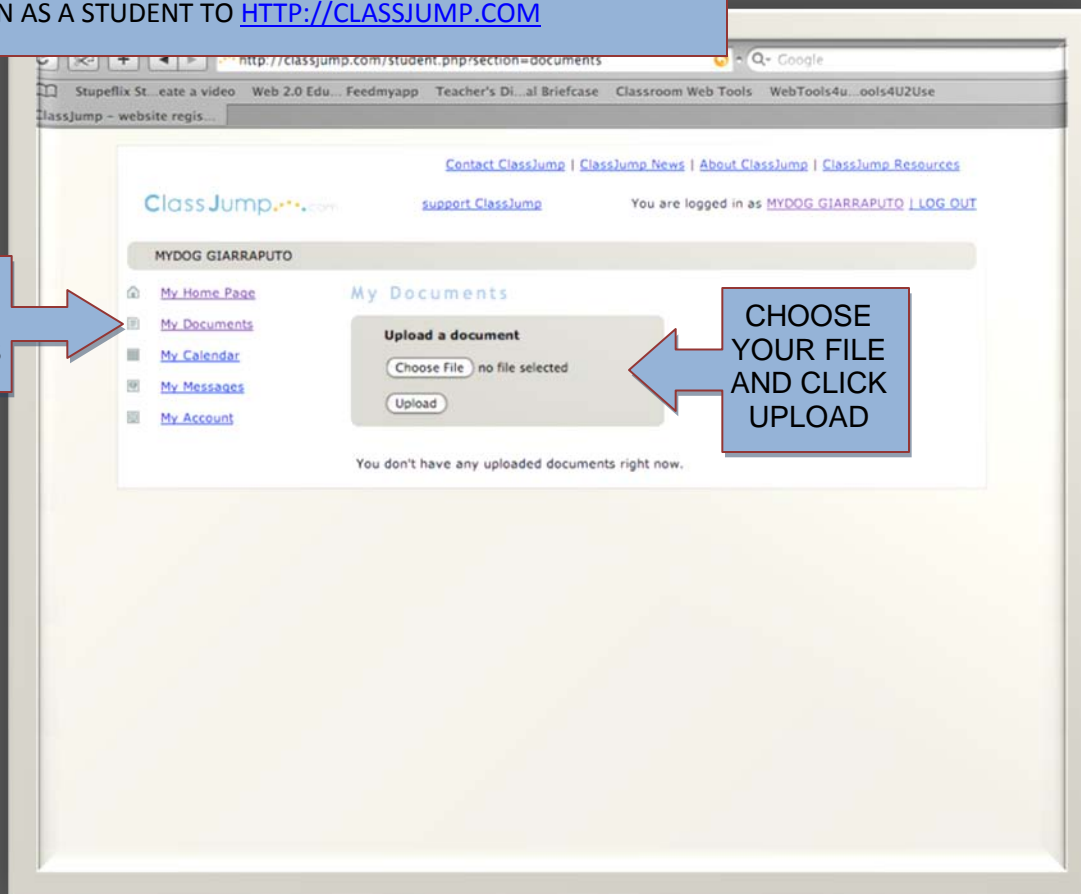 AS A STUDENT TO HTTP://CLASSJUMP.COM
http://classjump.com/student.php?section=documents
Google
Stupeflix St...eate a video Web 2.0 Edu... Feedmyapp Teacher's Di...al Briefcase Classroom Web Tools WebTools4u...ools4U2Use
ClassJump – website regis...
Contact ClassJump | ClassJump News | About ClassJump | ClassJump Resources
ClassJump.com support ClassJump You are logged in as MYDOG GIARRAPUTO | LOG OUT
MYDOG GIARRAPUTO
My Home Page
My Documents
My Calendar
My Messages
My Account
My Documents
Upload a document
Choose File no file selected
Upload
You don't have any uploaded documents right now.
CHOOSE
YOUR FILE
AND CLICK
UPLOAD